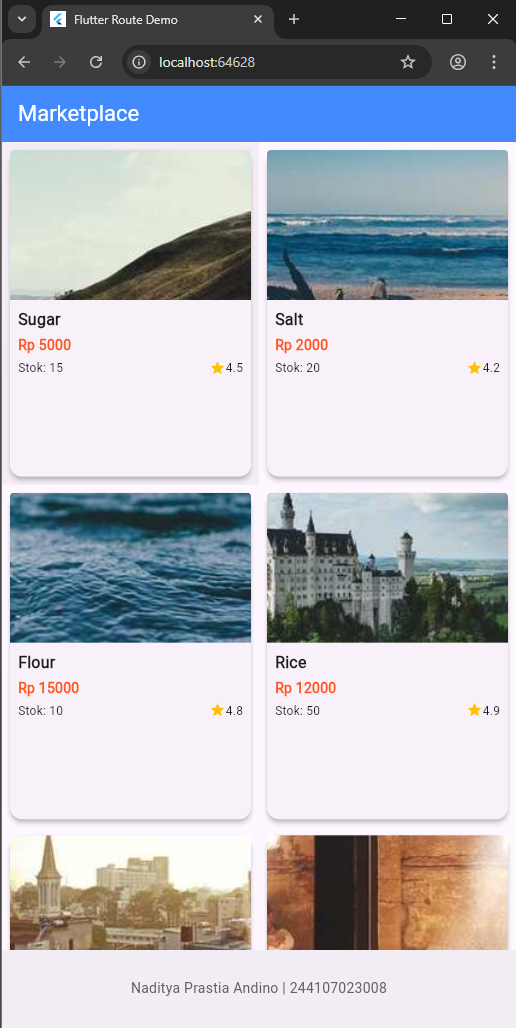 Flutter Route Demo
localhost:64628
Marketplace
Sugar
Rp 5000
Stok: 15
4.5
Salt
Rp 2000
Stok: 20
4.2
Flour
Rp 15000
Stok: 10
4.8
Rice
Rp 12000
Stok: 50
4.9
Naditya Prastia Andino | 244107023008